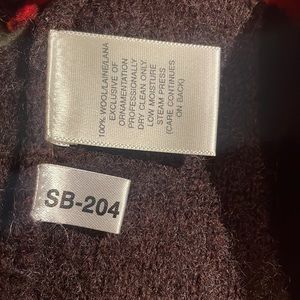 100% WOOL/LAINE/LANA
EXCLUSIVE OF
ORNAMENTATION
PROFESSIONALLY
DRY CLEAN ONLY.
LOW MOISTURE
STEAM PRESS
(CARE CONTINUES
ON BACK)
SB-204